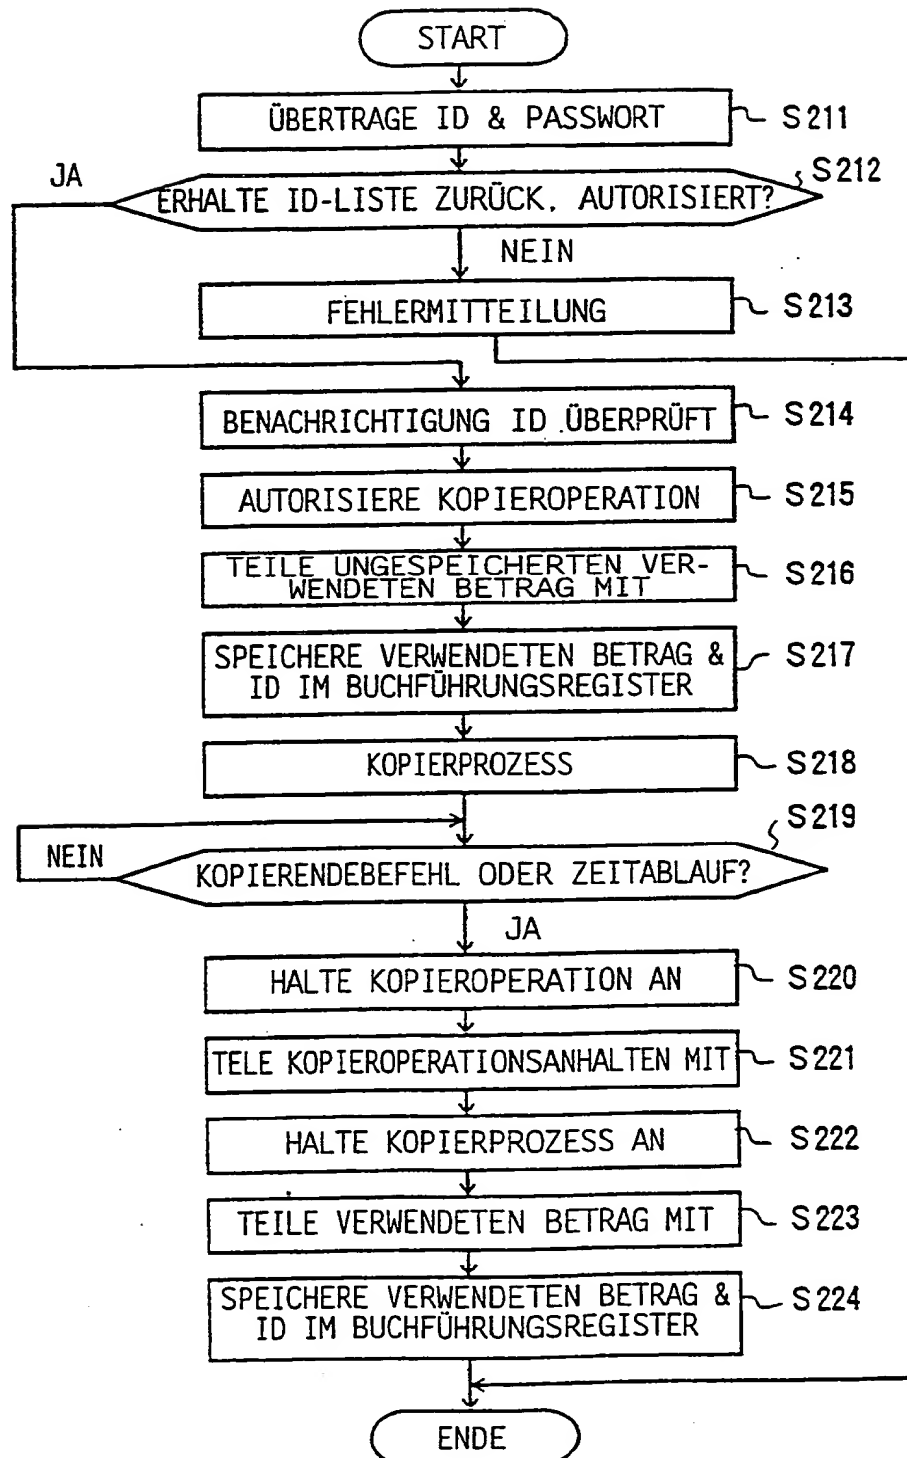 START
ÜBERTRAGE ID & PASSWORT
S211
JA
S212
ERHALTE ID-LISTE ZURÜCK. AUTORISIERT?
NEIN
FEHLERMITTEILUNG
S213
BENACHRICHTIGUNG ID ÜBERPRÜFT
S214
AUTORISIERE KOPIEROPERATION
S215
TEILE UNGESPEICHERTEN VER-
WENDETEN BETRAG MIT
S216
SPEICHERE VERWENDETEN BETRAG &
ID IM BUCHFÜHRUNGSREGISTER
S217
KOPIERPROZESS
S218
S219
NEIN
KOPIERENDEBEFEHL ODER ZEITABLAUF?
JA
HALTE KOPIEROPERATION AN
S220
TELE KOPIEROPERATIONSANHALTEN MIT
S221
HALTE KOPIERPROZESS AN
S222
TEILE VERWENDETEN BETRAG MIT
S223
SPEICHERE VERWENDETEN BETRAG &
ID IM BUCHFÜHRUNGSREGISTER
S224
ENDE